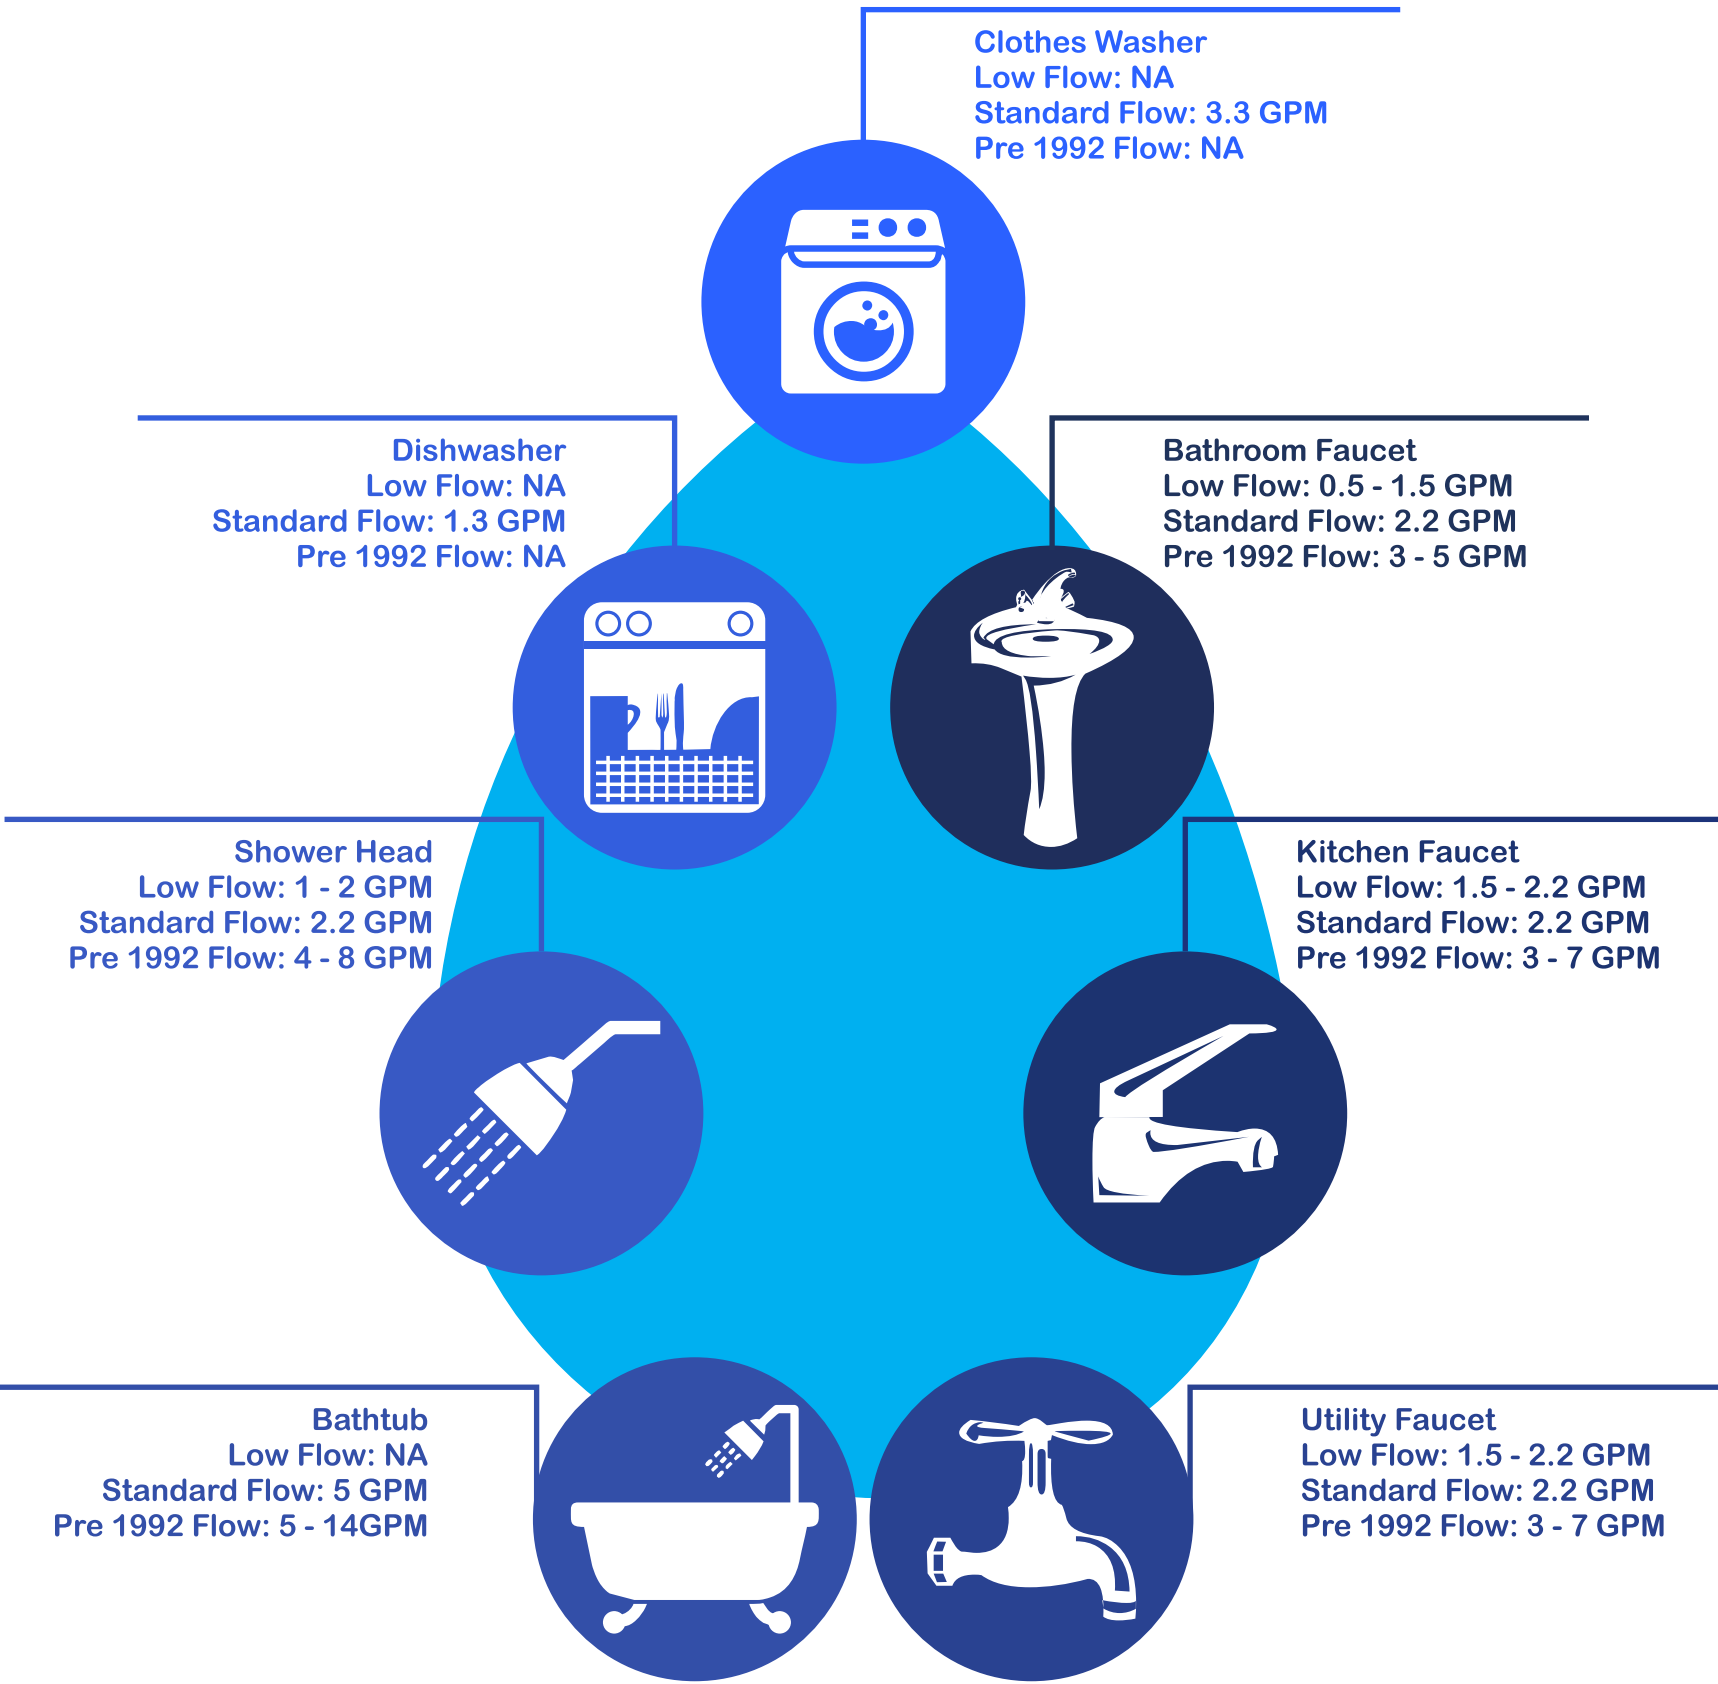 Clothes Washer
Low Flow: NA
Standard Flow: 3.3 GPM
Pre 1992 Flow: NA
Dishwasher
Low Flow: NA
Standard Flow: 1.3 GPM
Pre 1992 Flow: NA
Bathroom Faucet
Low Flow: 0.5 - 1.5 GPM
Standard Flow: 2.2 GPM
Pre 1992 Flow: 3 - 5 GPM
Shower Head
Low Flow: 1 - 2 GPM
Standard Flow: 2.2 GPM
Pre 1992 Flow: 4 - 8 GPM
Kitchen Faucet
Low Flow: 1.5 - 2.2 GPM
Standard Flow: 2.2 GPM
Pre 1992 Flow: 3 - 7 GPM
Bathtub
Low Flow: NA
Standard Flow: 5 GPM
Pre 1992 Flow: 5 - 14GPM
Utility Faucet
Low Flow: 1.5 - 2.2 GPM
Standard Flow: 2.2 GPM
Pre 1992 Flow: 3 - 7 GPM